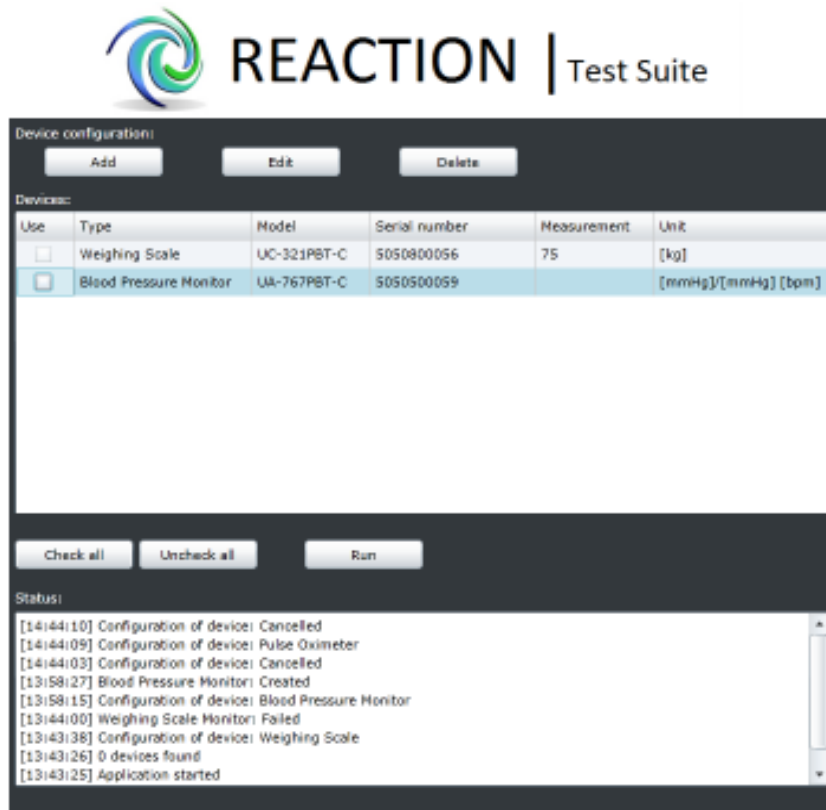 REACTION | Test Suite
Device configuration:
Add Edit Delete
Devices:
Use Type Model Serial number Measurement Unit
Weighing Scale UC-321PBT-C 5050800056 75 [kg]
Blood Pressure Monitor UA-767PBT-C 5050500059 [mmHg]/[mmHg] [bpm]
Check all Uncheck all Run
Status:
[14:44:10] Configuration of device: Cancelled
[14:44:09] Configuration of device: Pulse Oximeter
[14:44:03] Configuration of device: Cancelled
[13:58:27] Blood Pressure Monitor: Created
[13:58:15] Configuration of device: Blood Pressure Monitor
[13:44:00] Weighing Scale Monitor: Failed
[13:43:38] Configuration of device: Weighing Scale
[13:43:26] 0 devices found
[13:43:25] Application started